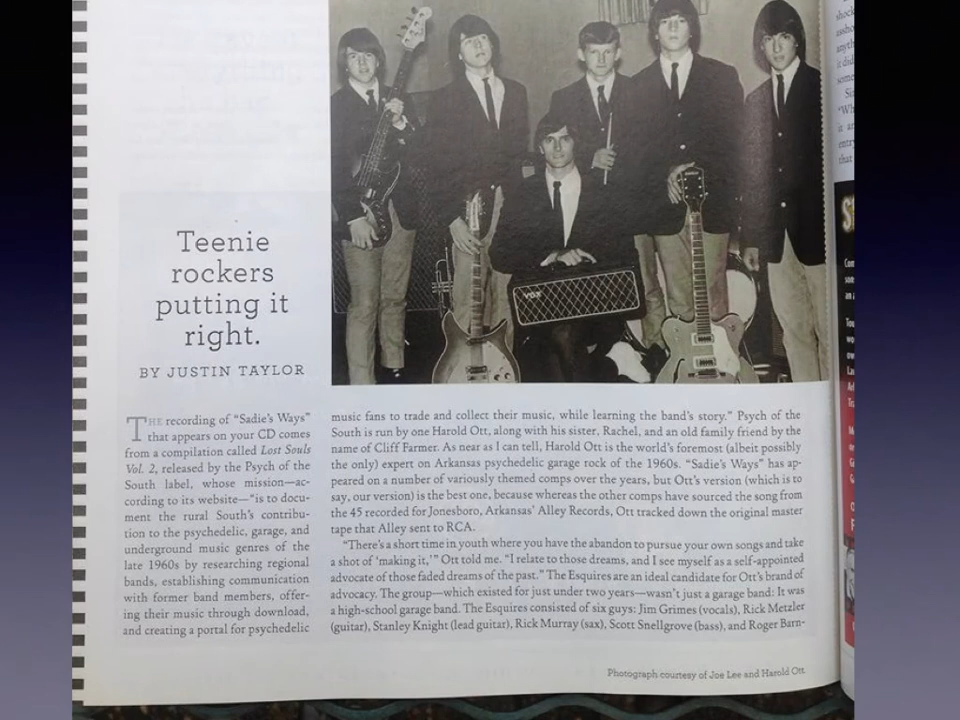 Teenie
rockers
putting it
right.
BY JUSTIN TAYLOR
VOX
THE recording of “Sadie's Ways”
that appears on your CD comes
from a compilation called Lost Souls
Vol. 2, released by the Psych of the
South label, whose mission—ac-
cording to its website—“is to docu-
ment the rural South's contribu-
tion to the psychedelic, garage, and
underground music genres of the
late 1960s by researching regional
bands, establishing communication
with former band members, offer-
ing their music through download,
and creating a portal for psychedelic
music fans to trade and collect their music, while learning the band's story.” Psych of the
South is run by one Harold Ott, along with his sister, Rachel, and an old family friend by the
name of Cliff Farmer. As near as I can tell, Harold Ott is the world's foremost (albeit possibly
the only) expert on Arkansas psychedelic garage rock of the 1960s. “Sadie's Ways” has ap-
peared on a number of variously themed comps over the years, but Ott's version (which is to
say, our version) is the best one, because whereas the other comps have sourced the song from
the 45 recorded for Jonesboro, Arkansas' Alley Records, Ott tracked down the original master
tape that Alley sent to RCA.
“There's a short time in youth where you have the abandon to pursue your own songs and take
a shot of ‘making it,’” Ott told me. “I relate to those dreams, and I see myself as a self-appointed
advocate of those faded dreams of the past.” The Esquires are an ideal candidate for Ott's brand of
advocacy. The group—which existed for just under two years—wasn't just a garage band: It was
a high-school garage band. The Esquires consisted of six guys: Jim Grimes (vocals), Rick Metzler
(guitar), Stanley Knight (lead guitar), Rick Murray (sax), Scott Snellgrove (bass), and Roger Barn-
Photograph courtesy of Joe Lee and Harold Ott